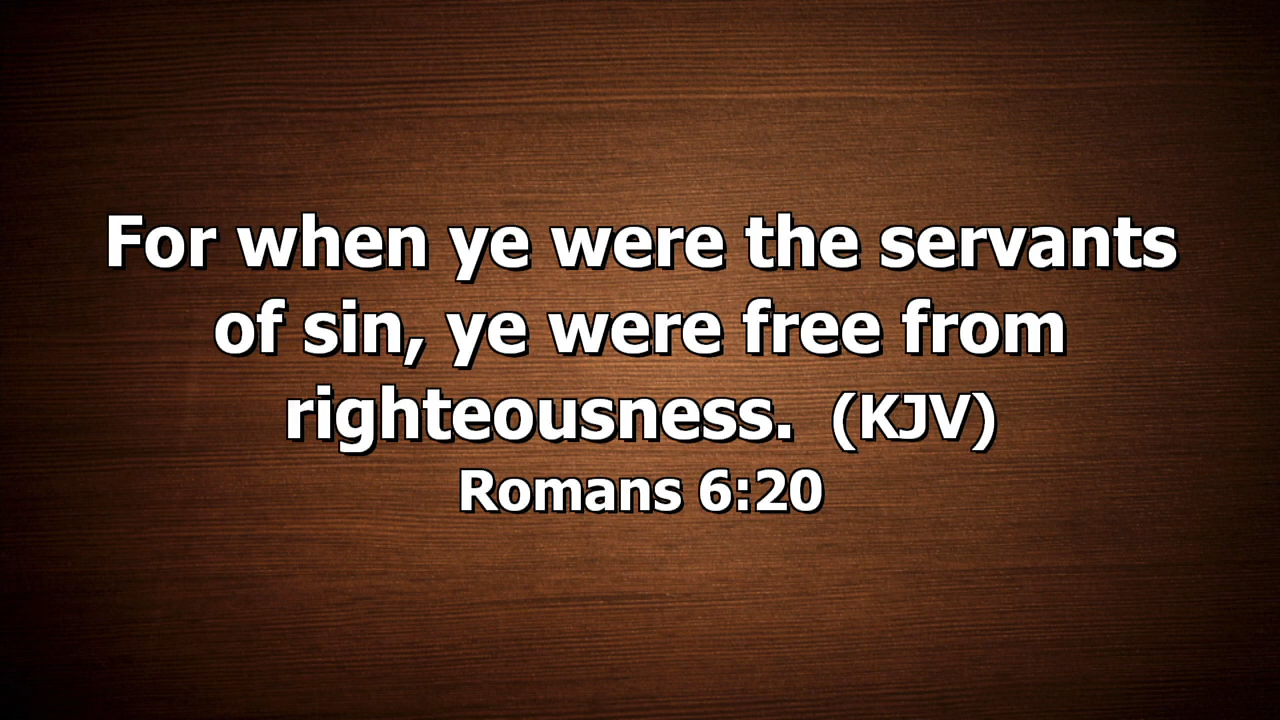 For when ye were the servants
of sin, ye were free from
righteousness. (KJV)
Romans 6:20